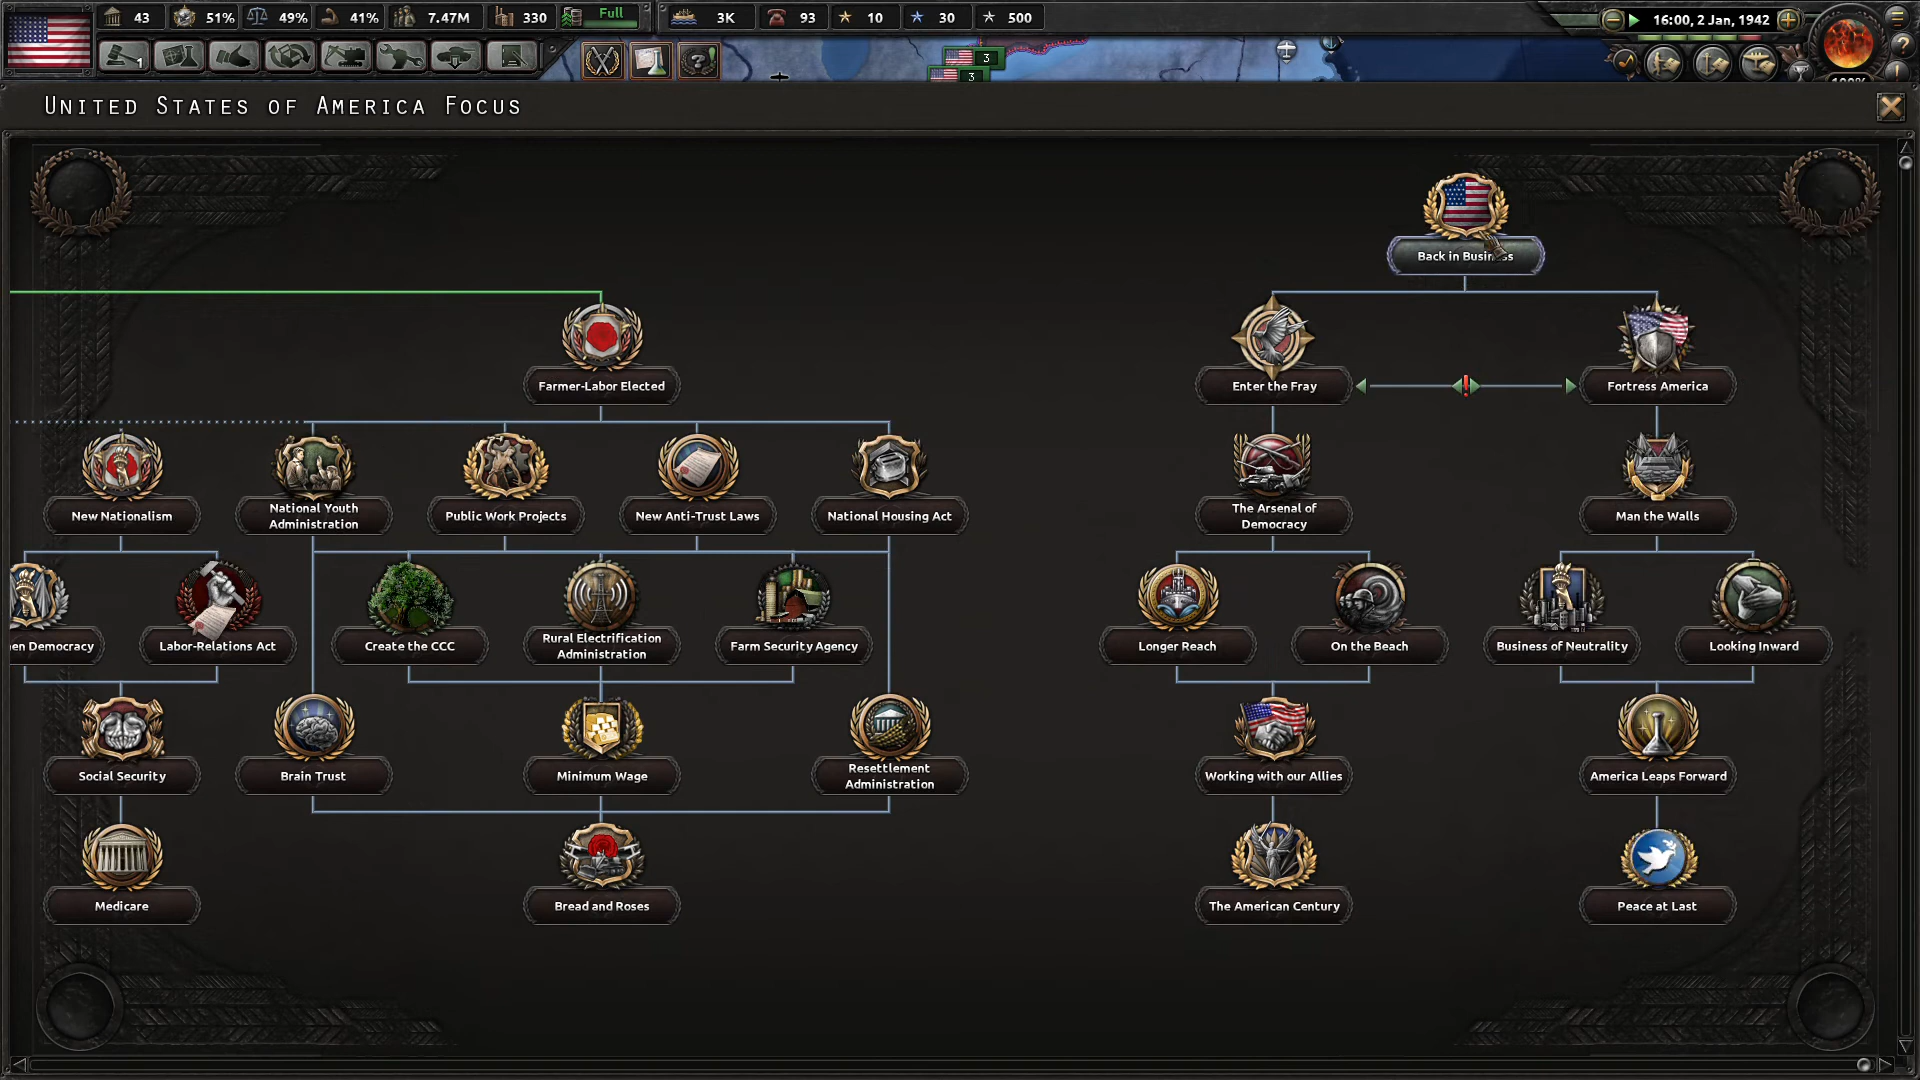 43
51%
49%
41%
7.47M
330
Full
3K
93
10
30
500
16:00, 2 Jan, 1942
1
3
3
United States of America Focus
Back in Business
Farmer-Labor Elected
Enter the Fray
Fortress America
New Nationalism
National Youth
Administration
Public Work Projects
New Anti-Trust Laws
National Housing Act
The Arsenal of
Democracy
Man the Walls
en Democracy
Labor-Relations Act
Create the CCC
Rural Electrification
Administration
Farm Security Agency
Longer Reach
On the Beach
Business of Neutrality
Looking Inward
Social Security
Brain Trust
Minimum Wage
Resettlement
Administration
Working with our Allies
America Leaps Forward
Medicare
Bread and Roses
The American Century
Peace at Last